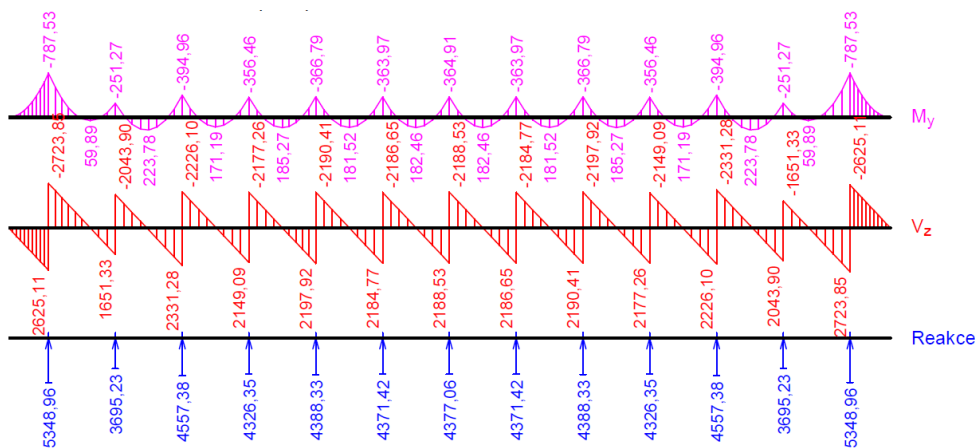 -787,53 -251,27 -394,96 -356,46 -366,79 -363,97 -364,91 -363,97 -366,79 -356,46 -394,96 -251,27 -787,53
My
59,89 223,78 171,19 185,27 181,52 182,46 182,46 181,52 185,27 171,19 223,78 59,89
-2723,85 -2043,90 -2226,10 -2177,26 -2190,41 -2186,65 -2188,53 -2184,77 -2197,92 -2149,09 -2331,28 -1651,33 -2625,11
Vz
2625,11 1651,33 2331,28 2149,09 2197,92 2184,77 2188,53 2186,65 2190,41 2177,26 2226,10 2043,90 2723,85
Reakce
5348,96 3695,23 4557,38 4326,35 4388,33 4371,42 4377,06 4371,42 4388,33 4326,35 4557,38 3695,23 5348,96